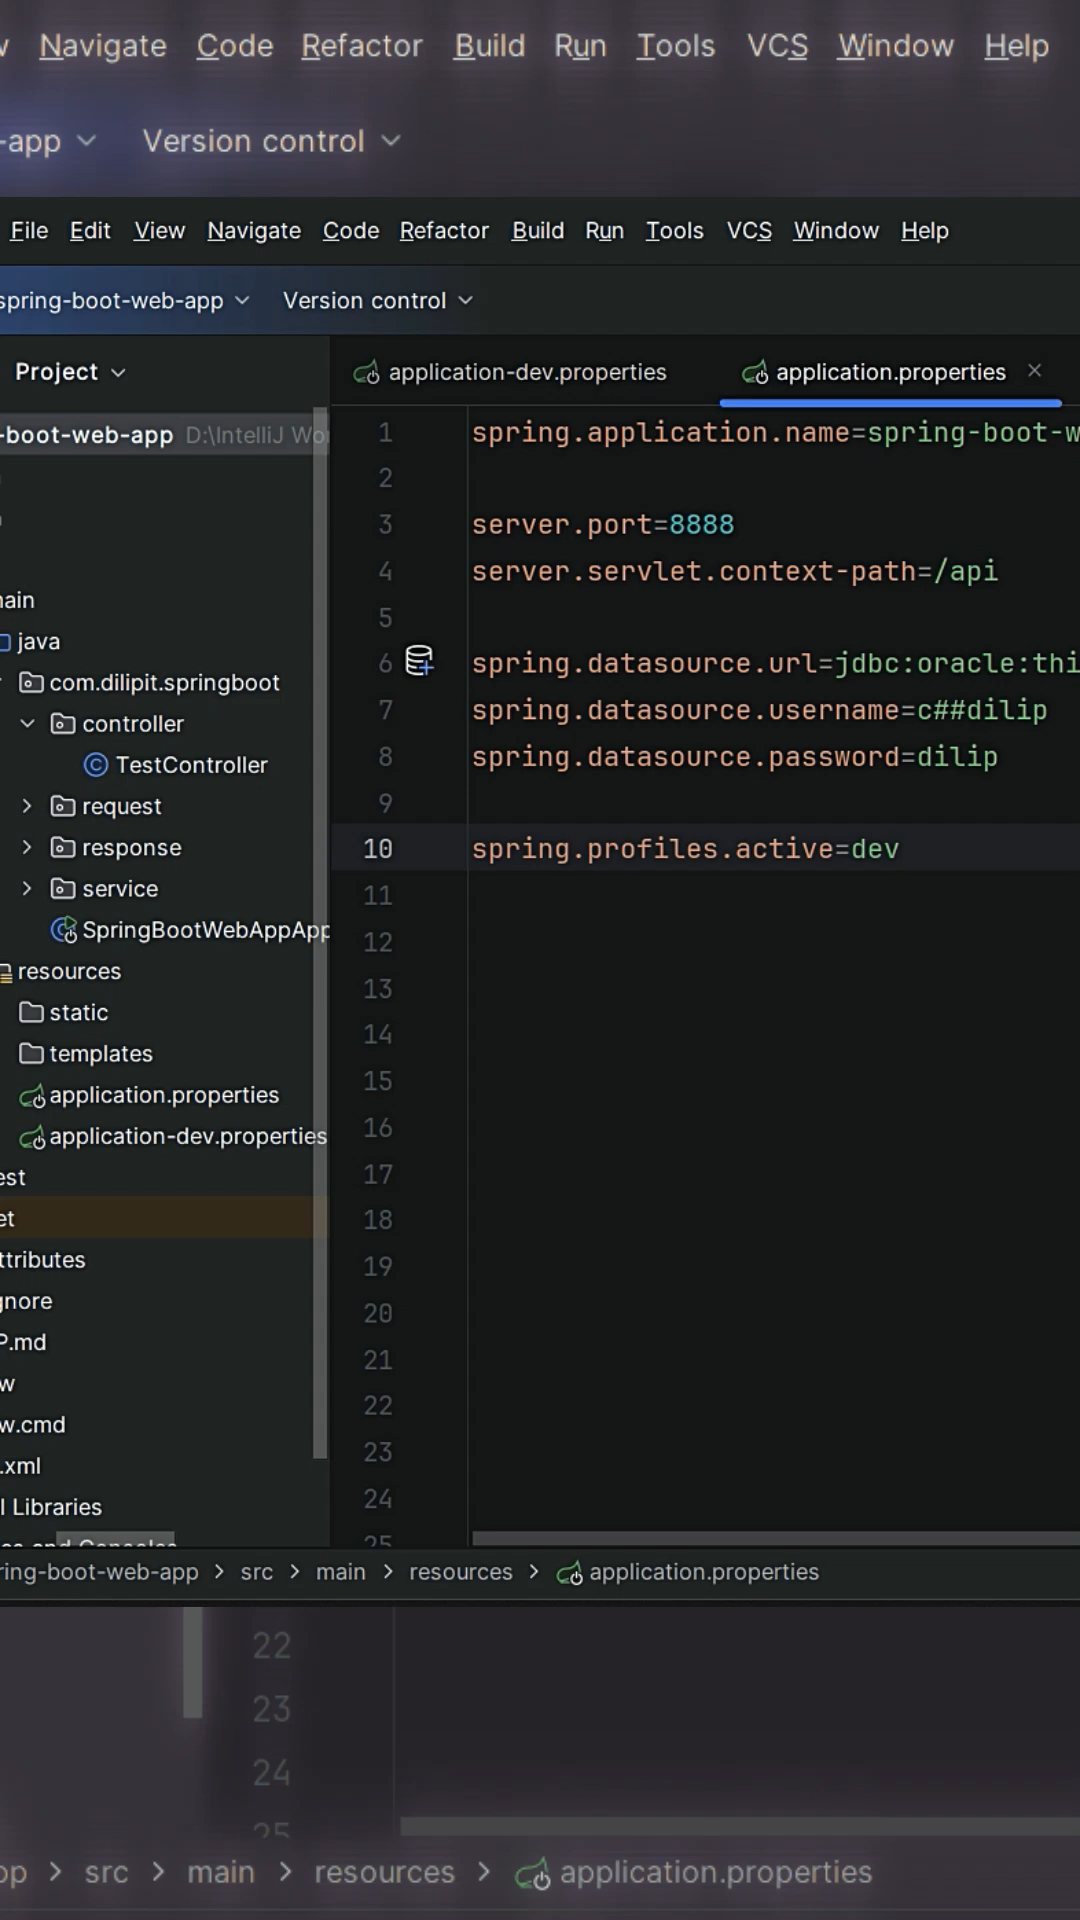 Navigate Code Refactor Build Run Tools VCS Window Help
-app Version control
File Edit View Navigate Code Refactor Build Run Tools VCS Window Help
spring-boot-web-app Version control
Project
application-dev.properties application.properties
-boot-web-app D:\IntelliJ Wo
1 spring.application.name=spring-boot-w
2
3 server.port=8888
4 server.servlet.context-path=/api
5
6 spring.datasource.url=jdbc:oracle:thi
7 spring.datasource.username=c##dilip
8 spring.datasource.password=dilip
9
10 spring.profiles.active=dev
11
12
13
14
15
16
17
18
19
20
21
22
23
24
25
ain
java
com.dilipit.springboot
controller
TestController
request
response
service
SpringBootWebAppApp
resources
static
templates
application.properties
application-dev.properties
est
et
ttributes
gnore
P.md
w
w.cmd
.xml
l Libraries
es and Consoles
ring-boot-web-app > src > main > resources > application.properties
22
23
24
25
op > src > main > resources > application.properties